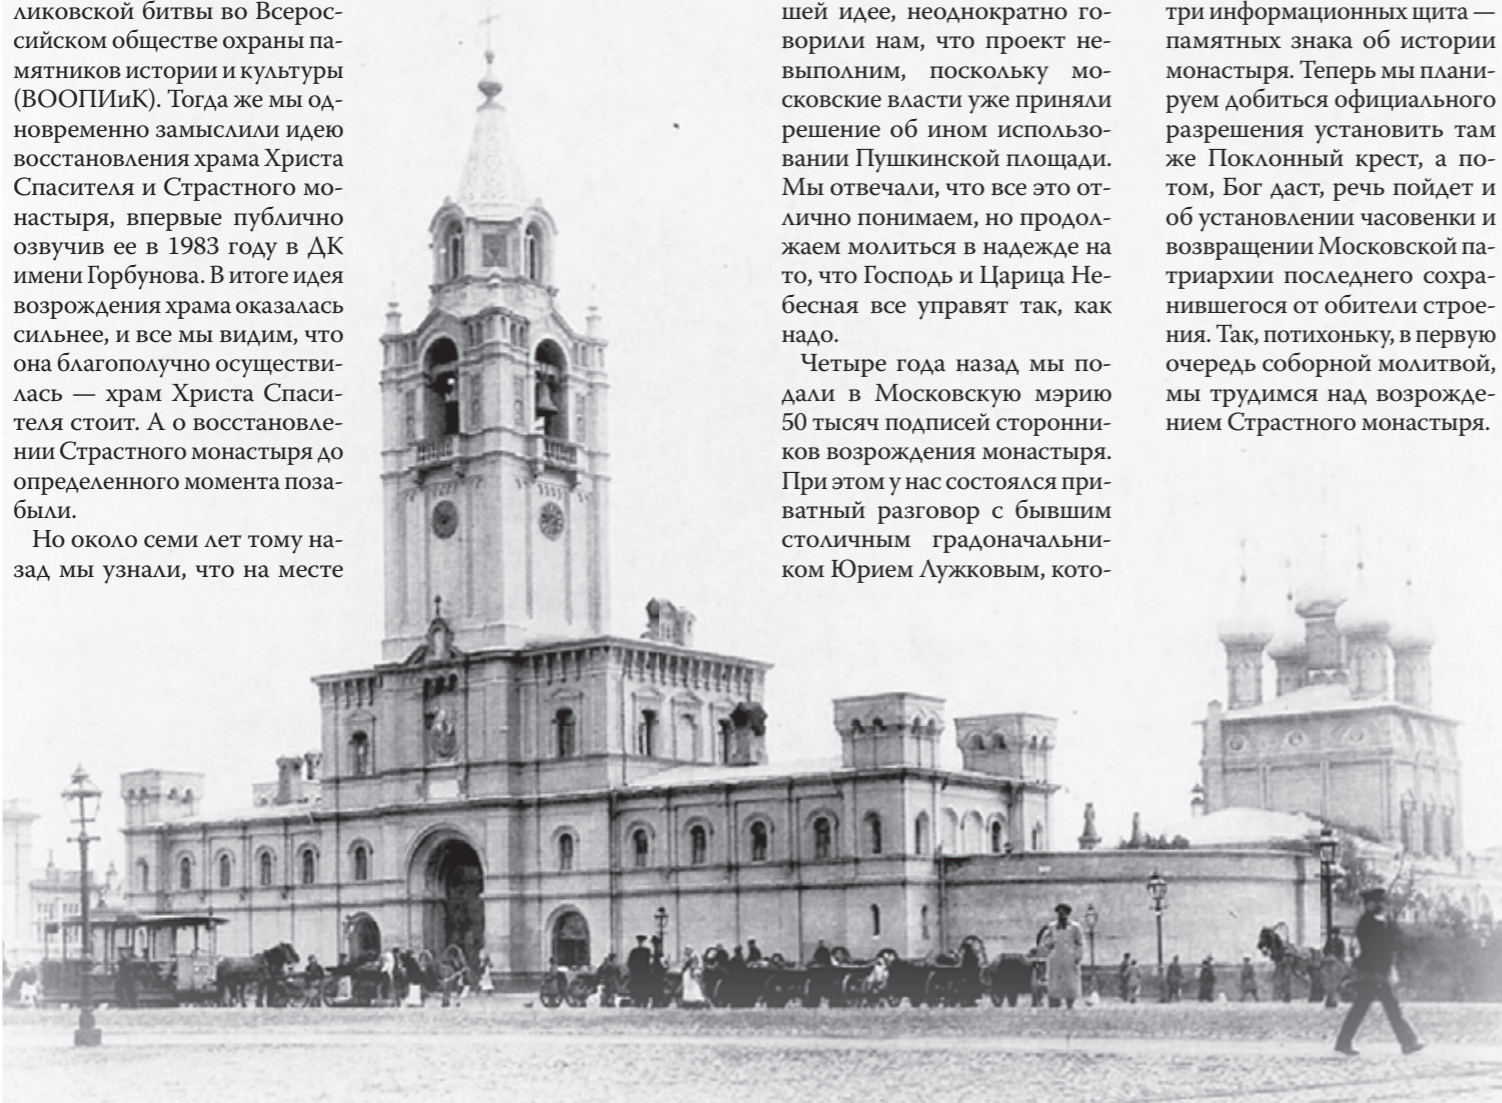 ликовской битвы во Всерос-
сийском обществе охраны па-
мятников истории и культуры
(ВООПИиК). Тогда же мы од-
новременно замыслили идею
восстановления храма Христа
Спасителя и Страстного мо-
настыря, впервые публично
озвучив ее в 1983 году в ДК
имени Горбунова. В итоге идея
возрождения храма оказалась
сильнее, и все мы видим, что
она благополучно осуществи-
лась — храм Христа Спаси-
теля стоит. А о восстановле-
нии Страстного монастыря до
определенного момента поза-
были.
Но около семи лет тому на-
зад мы узнали, что на месте
шей идее, неоднократно го-
ворили нам, что проект не-
выполним, поскольку мо-
сковские власти уже приняли
решение об ином использо-
вании Пушкинской площади.
Мы отвечали, что все это от-
лично понимаем, но продол-
жаем молиться в надежде на
то, что Господь и Царица Не-
бесная все управят так, как
надо.
Четыре года назад мы по-
дали в Московскую мэрию
50 тысяч подписей сторонни-
ков возрождения монастыря.
При этом у нас состоялся при-
ватный разговор с бывшим
столичным градоначальни-
ком Юрием Лужковым, кото-
три информационных щита —
памятных знака об истории
монастыря. Теперь мы плани-
руем добиться официального
разрешения установить там
же Поклонный крест, а по-
том, Бог даст, речь пойдет и
об установлении часовенки и
возвращении Московской па-
триархии последнего сохра-
нившегося от обители строе-
ния. Так, потихоньку, в первую
очередь соборной молитвой,
мы трудимся над возрожде-
нием Страстного монастыря.